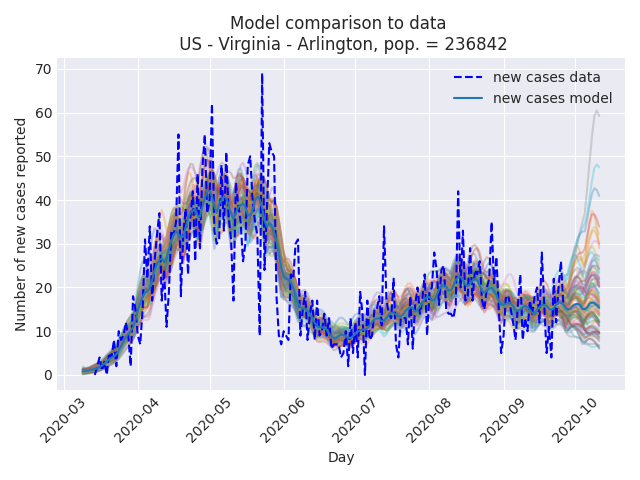 Model comparison to data
US - Virginia - Arlington, pop. = 236842
new cases data
new cases model
Number of new cases reported
70
60
50
40
30
20
10
0
2020-03
2020-04
2020-05
2020-06
2020-07
2020-08
2020-09
2020-10
Day